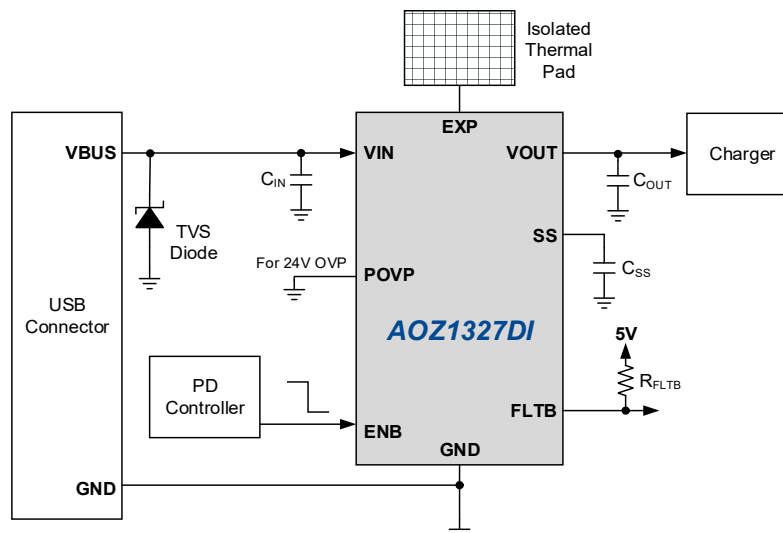 Isolated
Thermal
Pad
EXP
VBUS
VIN
VOUT
Charger
CIN
COUT
TVS
Diode
SS
CSS
For 24V OVP
POVP
USB
Connector
AOZ1327DI
5V
RFLTB
PD
Controller
FLTB
ENB
GND
GND